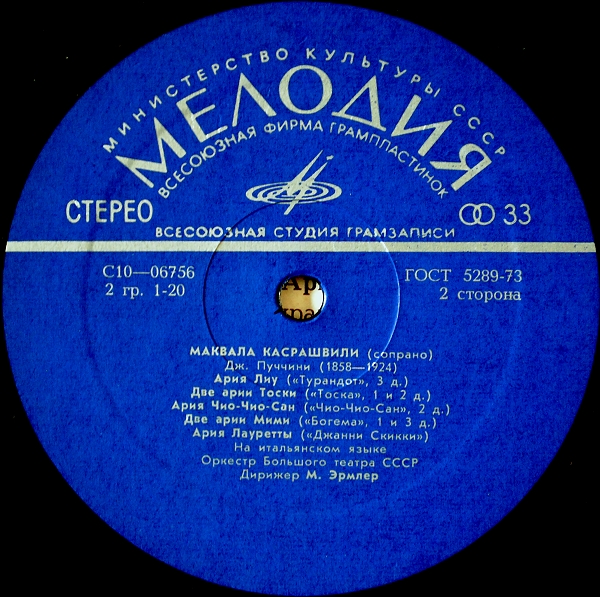 МИНИСТЕРСТВО КУЛЬТУРЫ СССР
МЕЛОДИЯ
ВСЕСОЮЗНАЯ ФИРМА ГРАМПЛАСТИНОК
СТЕРЕО
33
ВСЕСОЮЗНАЯ СТУДИЯ ГРАМЗАПИСИ
С10—06756
ГОСТ 5289-73
2 гр. 1-20
2 сторона
МАКВАЛА КАСРАШВИЛИ (сопрано)
Дж. Пуччини (1858—1924)
Ария Лиу («Турандот», 3 д.)
Две арии Тоски («Тоска», 1 и 2 д.)
Ария Чио-Чио-Сан («Чио-Чио-Сан», 2 д.)
Две арии Мими («Богема», 1 и 3 д.)
Ария Лауретты («Джанни Скикки»)
На итальянском языке
Оркестр Большого театра СССР
Дирижер М. Эрмлер